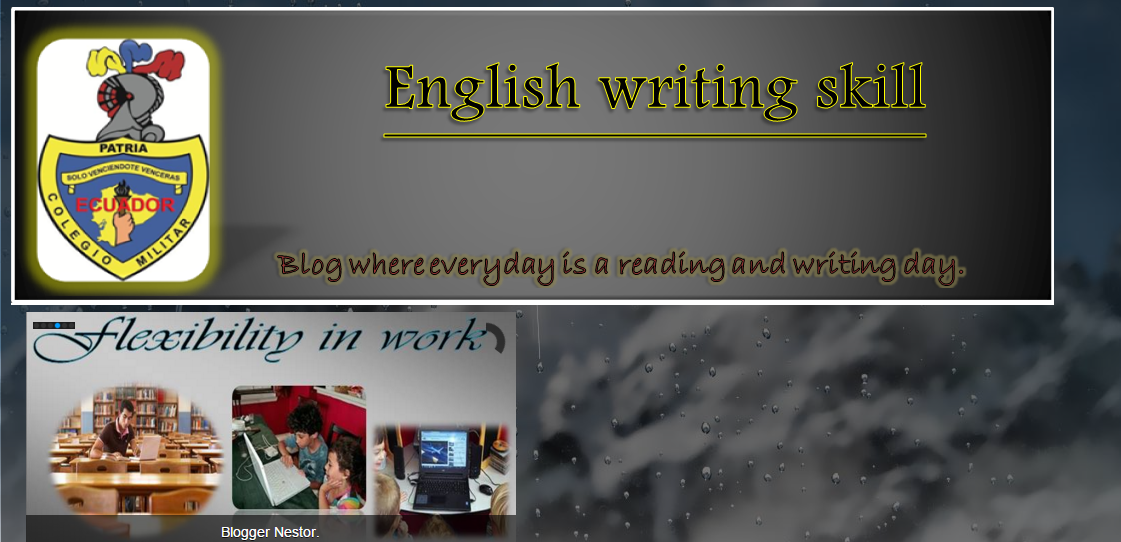 English writing skill
PATRIA
SOLO VENCIENDOTE VENCERAS
ECUADOR
COLEGIO MILITAR
Blog where everyday is a reading and writing day.
Flexibility in work
Blogger Nestor.